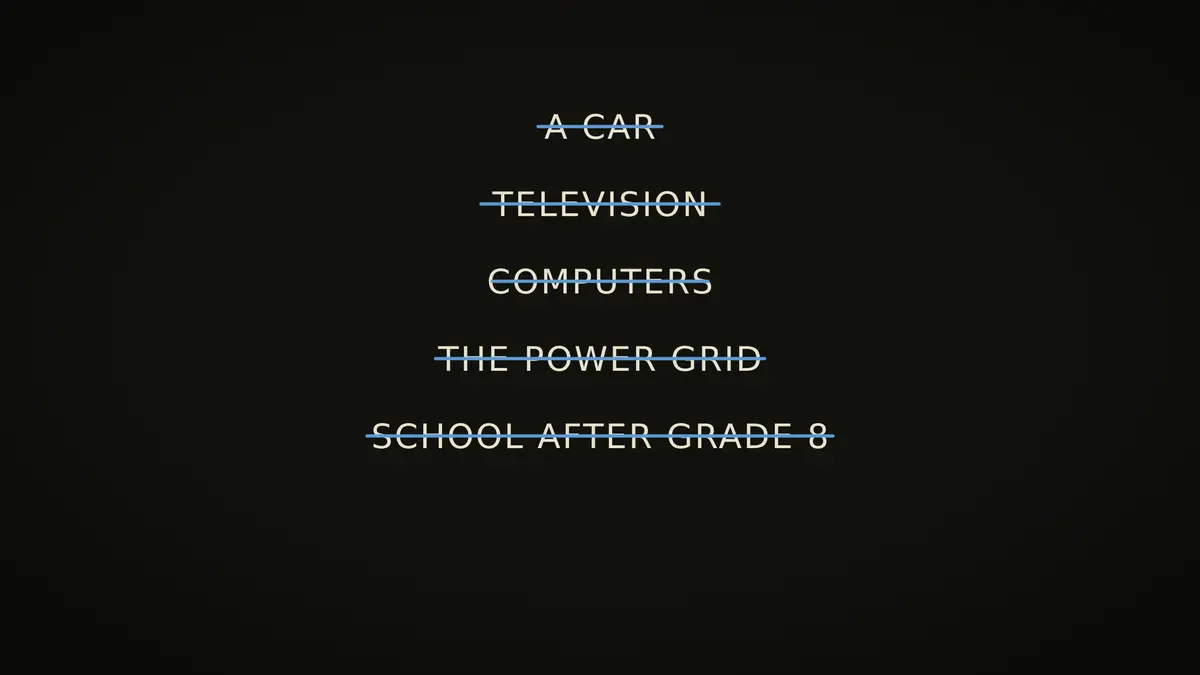 A CAR
TELEVISION
COMPUTERS
THE POWER GRID
SCHOOL AFTER GRADE 8